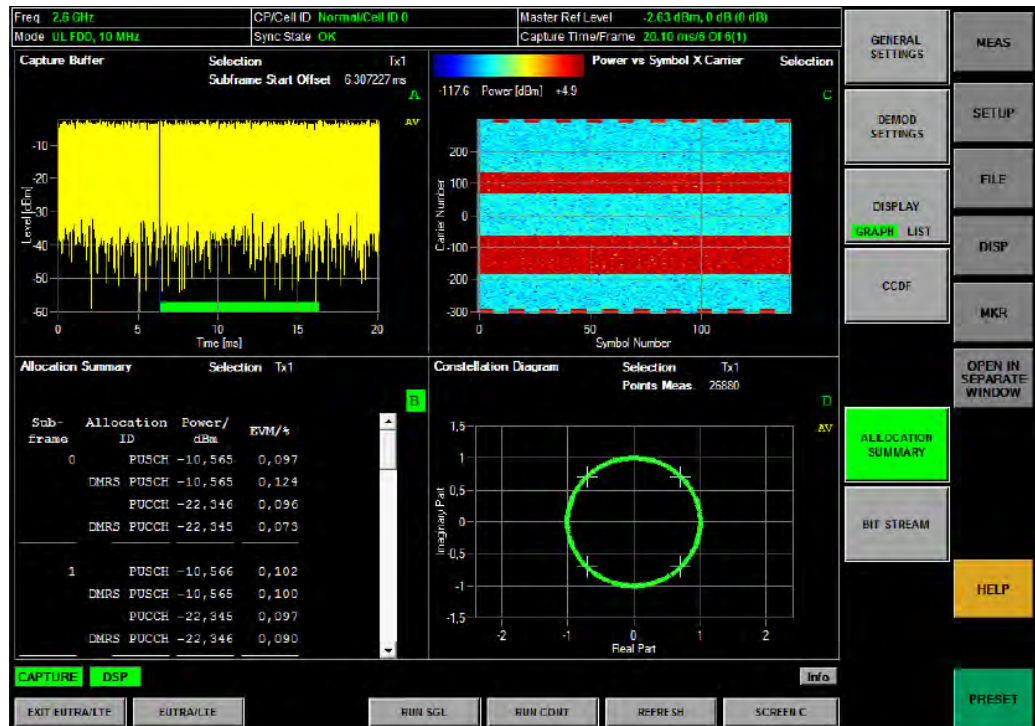 Freq 2.6 GHz CP/Cell ID Normal/Cell ID 0 Master Ref Level -2.63 dBm, 0 dB (0 dB)
Mode UL FDD, 10 MHz Sync State OK Capture Time/Frame 20.10 ms/6 Of 6(1)
Capture Buffer Selection Tx1
Subframe Start Offset 6.307227 ms
A
AV
Level [dBm]
-10
-20
-30
-40
-50
-60
0 5 10 15 20
Time [ms]
Power vs Symbol X Carrier Selection
-117.6 Power [dBm] +4.9
C
Carrier Number
200
100
0
-100
-200
-300
0 50 100
Symbol Number
Allocation Summary Selection Tx1
B
Sub-frame Allocation ID Power/dBm EVM/%
0 PUSCH -10,565 0,097
DMRS PUSCH -10,565 0,124
PUCCH -22,346 0,096
DMRS PUCCH -22,345 0,073
1 PUSCH -10,566 0,102
DMRS PUSCH -10,565 0,100
PUCCH -22,345 0,097
DMRS PUCCH -22,346 0,090
Constellation Diagram Selection Tx1
Points Meas. 26880
D
AV
Imaginary Part
1,5
1
0,5
0
-0,5
-1
-1,5
-2 -1 0 1 2
Real Part
CAPTURE DSP Info
EXIT EUTRA/LTE EUTRA/LTE RUN SGL RUN CONT REFRESH SCREEN C
GENERAL SETTINGS
DEMOD SETTINGS
DISPLAY
GRAPH LIST
CCDF
ALLOCATION SUMMARY
BIT STREAM
MEAS
SETUP
FILE
DISP
MKR
OPEN IN SEPARATE WINDOW
HELP
PRESET